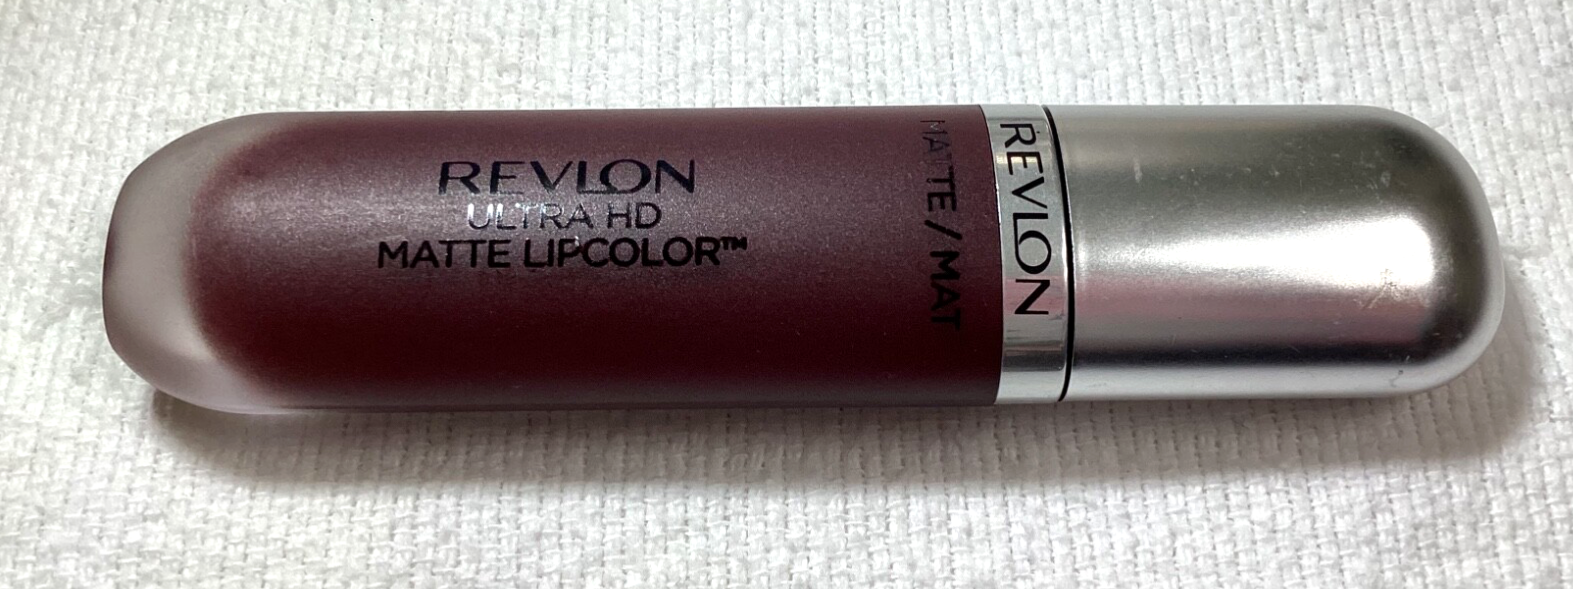 REVLON
ULTRA HD
MATTE LIPCOLOR™
MATTE / MAT
REVLON